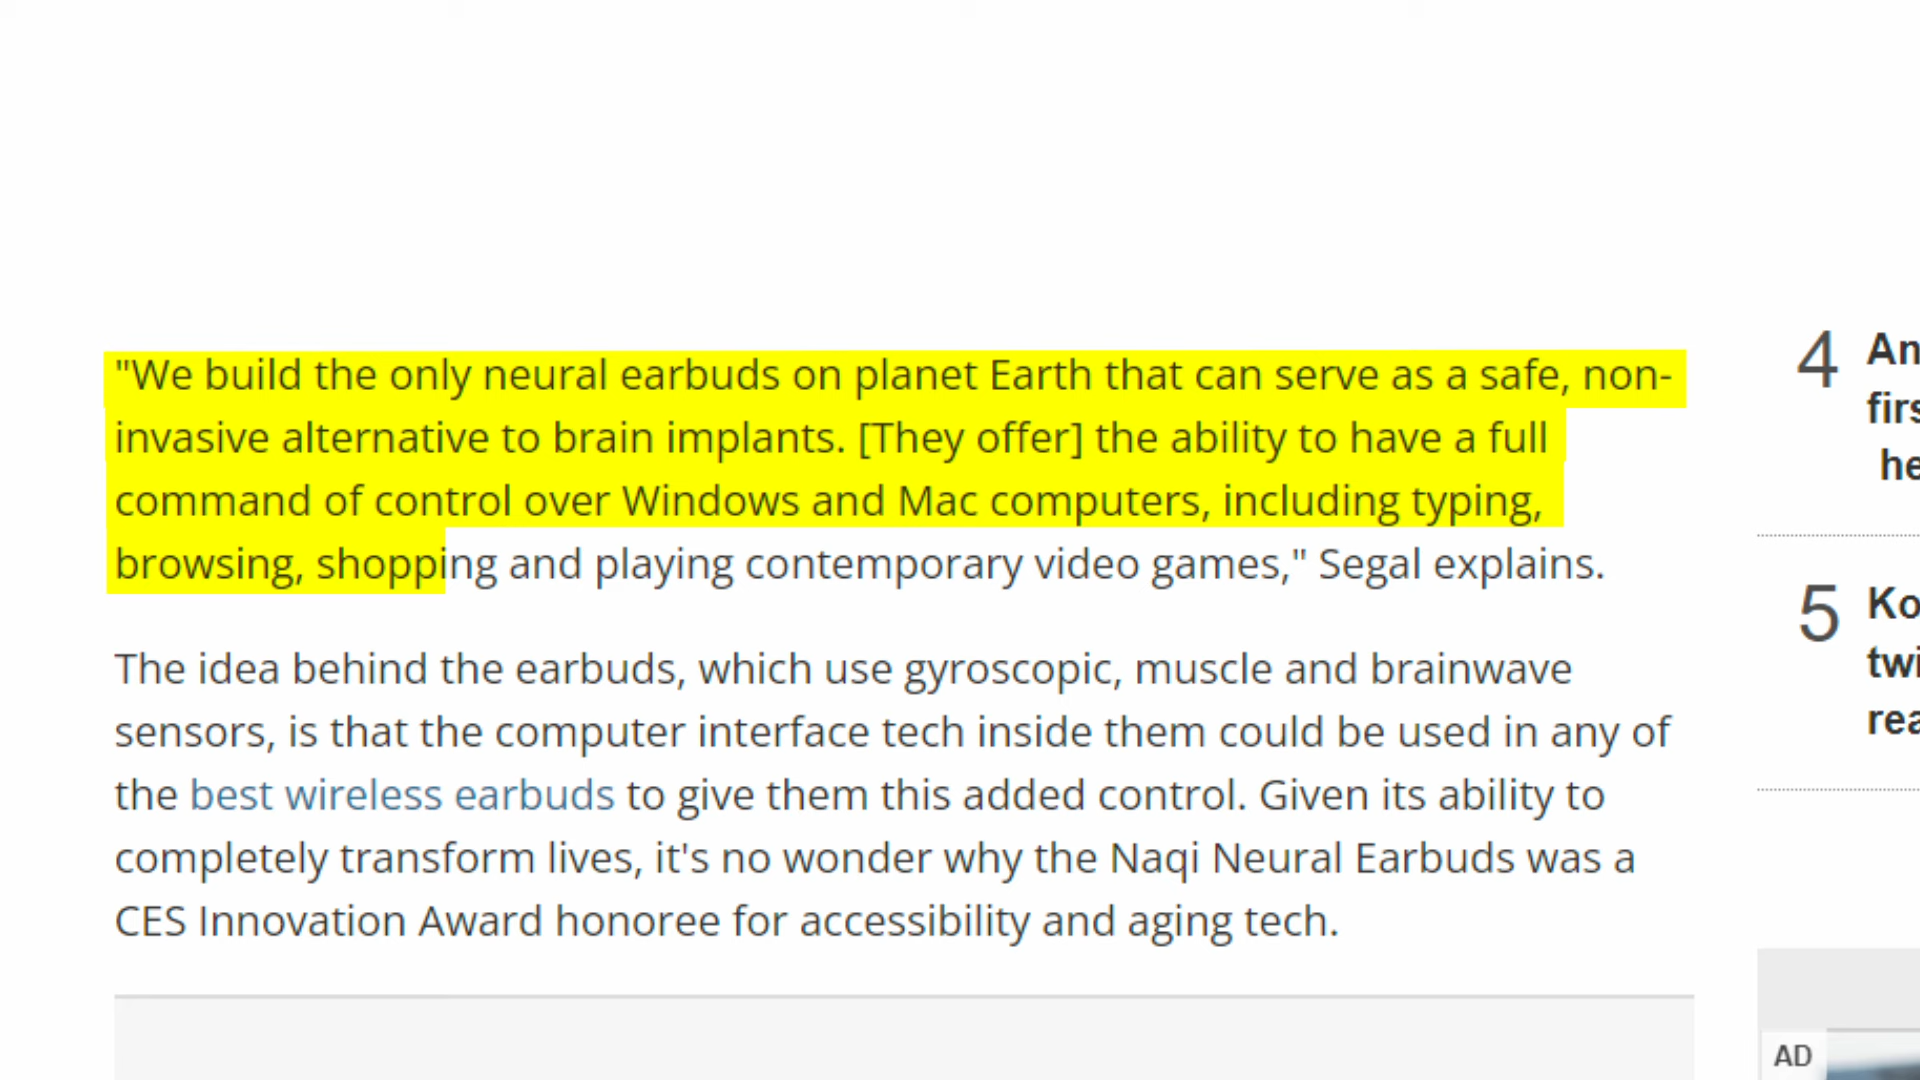 "We build the only neural earbuds on planet Earth that can serve as a safe, non-
invasive alternative to brain implants. [They offer] the ability to have a full
command of control over Windows and Mac computers, including typing,
browsing, shopping and playing contemporary video games," Segal explains.
The idea behind the earbuds, which use gyroscopic, muscle and brainwave
sensors, is that the computer interface tech inside them could be used in any of
the best wireless earbuds to give them this added control. Given its ability to
completely transform lives, it's no wonder why the Naqi Neural Earbuds was a
CES Innovation Award honoree for accessibility and aging tech.
4
5
AD